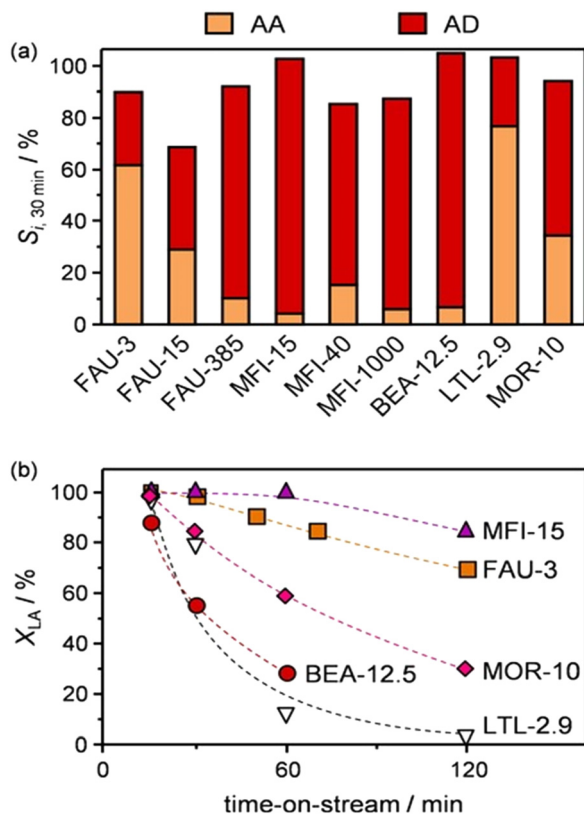 AA AD
(a)
S_i, 30 min / %
100
80
60
40
20
0
FAU-3
FAU-15
FAU-385
MFI-15
MFI-40
MFI-1000
BEA-12.5
LTL-2.9
MOR-10
(b)
X_LA / %
100
80
60
40
20
0
MFI-15
FAU-3
MOR-10
BEA-12.5
LTL-2.9
0 60 120
time-on-stream / min